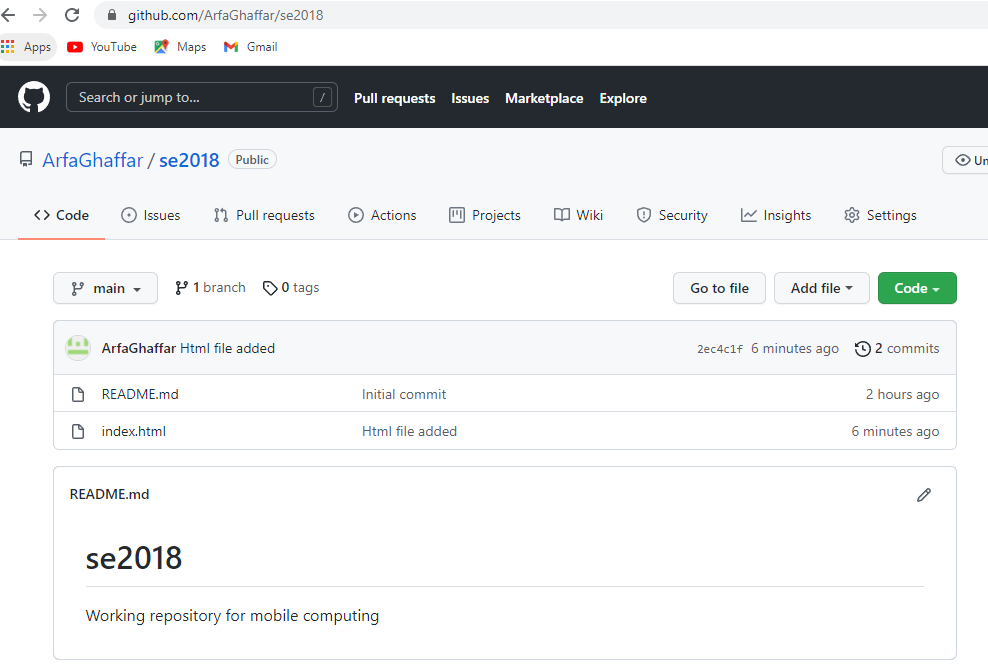 github.com/ArfaGhaffar/se2018
Apps YouTube Maps Gmail
Search or jump to... / Pull requests Issues Marketplace Explore
ArfaGhaffar / se2018 Public Un
Code Issues Pull requests Actions Projects Wiki Security Insights Settings
main 1 branch 0 tags Go to file Add file Code
ArfaGhaffar Html file added 2ec4c1f 6 minutes ago 2 commits
README.md Initial commit 2 hours ago
index.html Html file added 6 minutes ago
README.md
se2018
Working repository for mobile computing